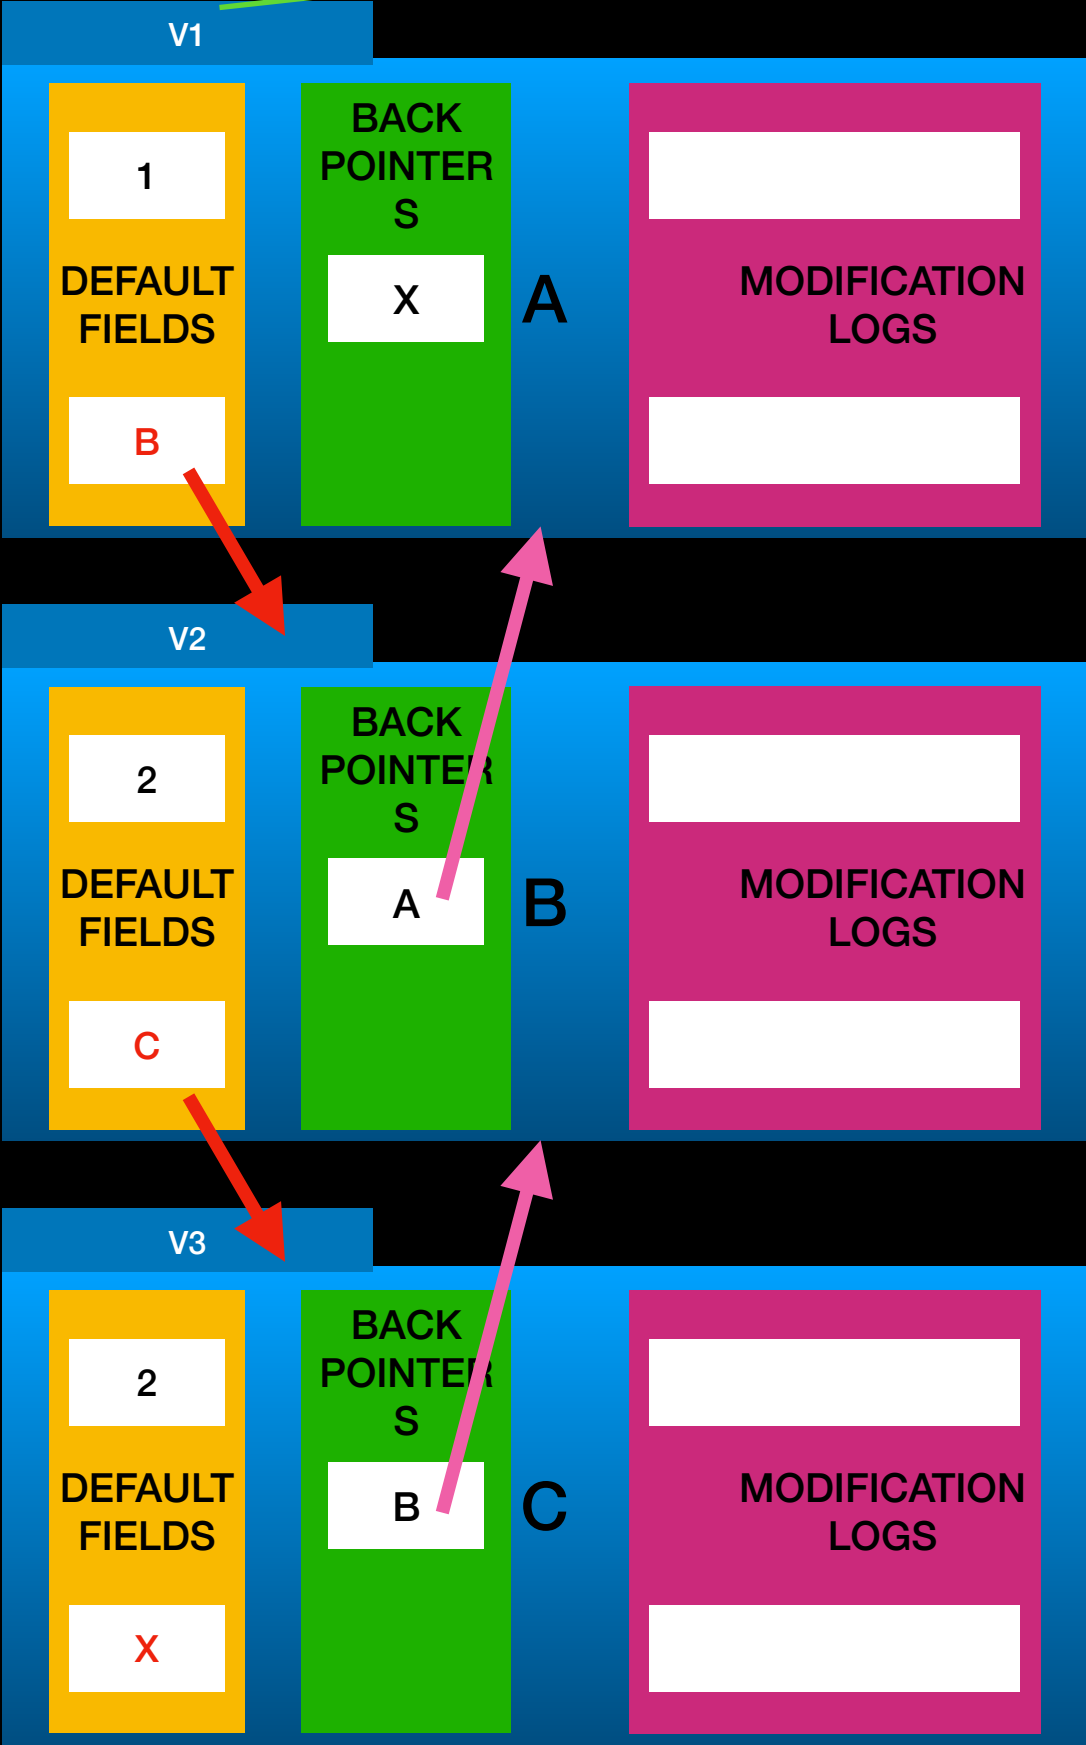 V1
1
DEFAULT
FIELDS
B
BACK
POINTER
S
X
A
MODIFICATION
LOGS
V2
2
DEFAULT
FIELDS
C
BACK
POINTER
S
A
B
MODIFICATION
LOGS
V3
2
DEFAULT
FIELDS
X
BACK
POINTER
S
B
C
MODIFICATION
LOGS